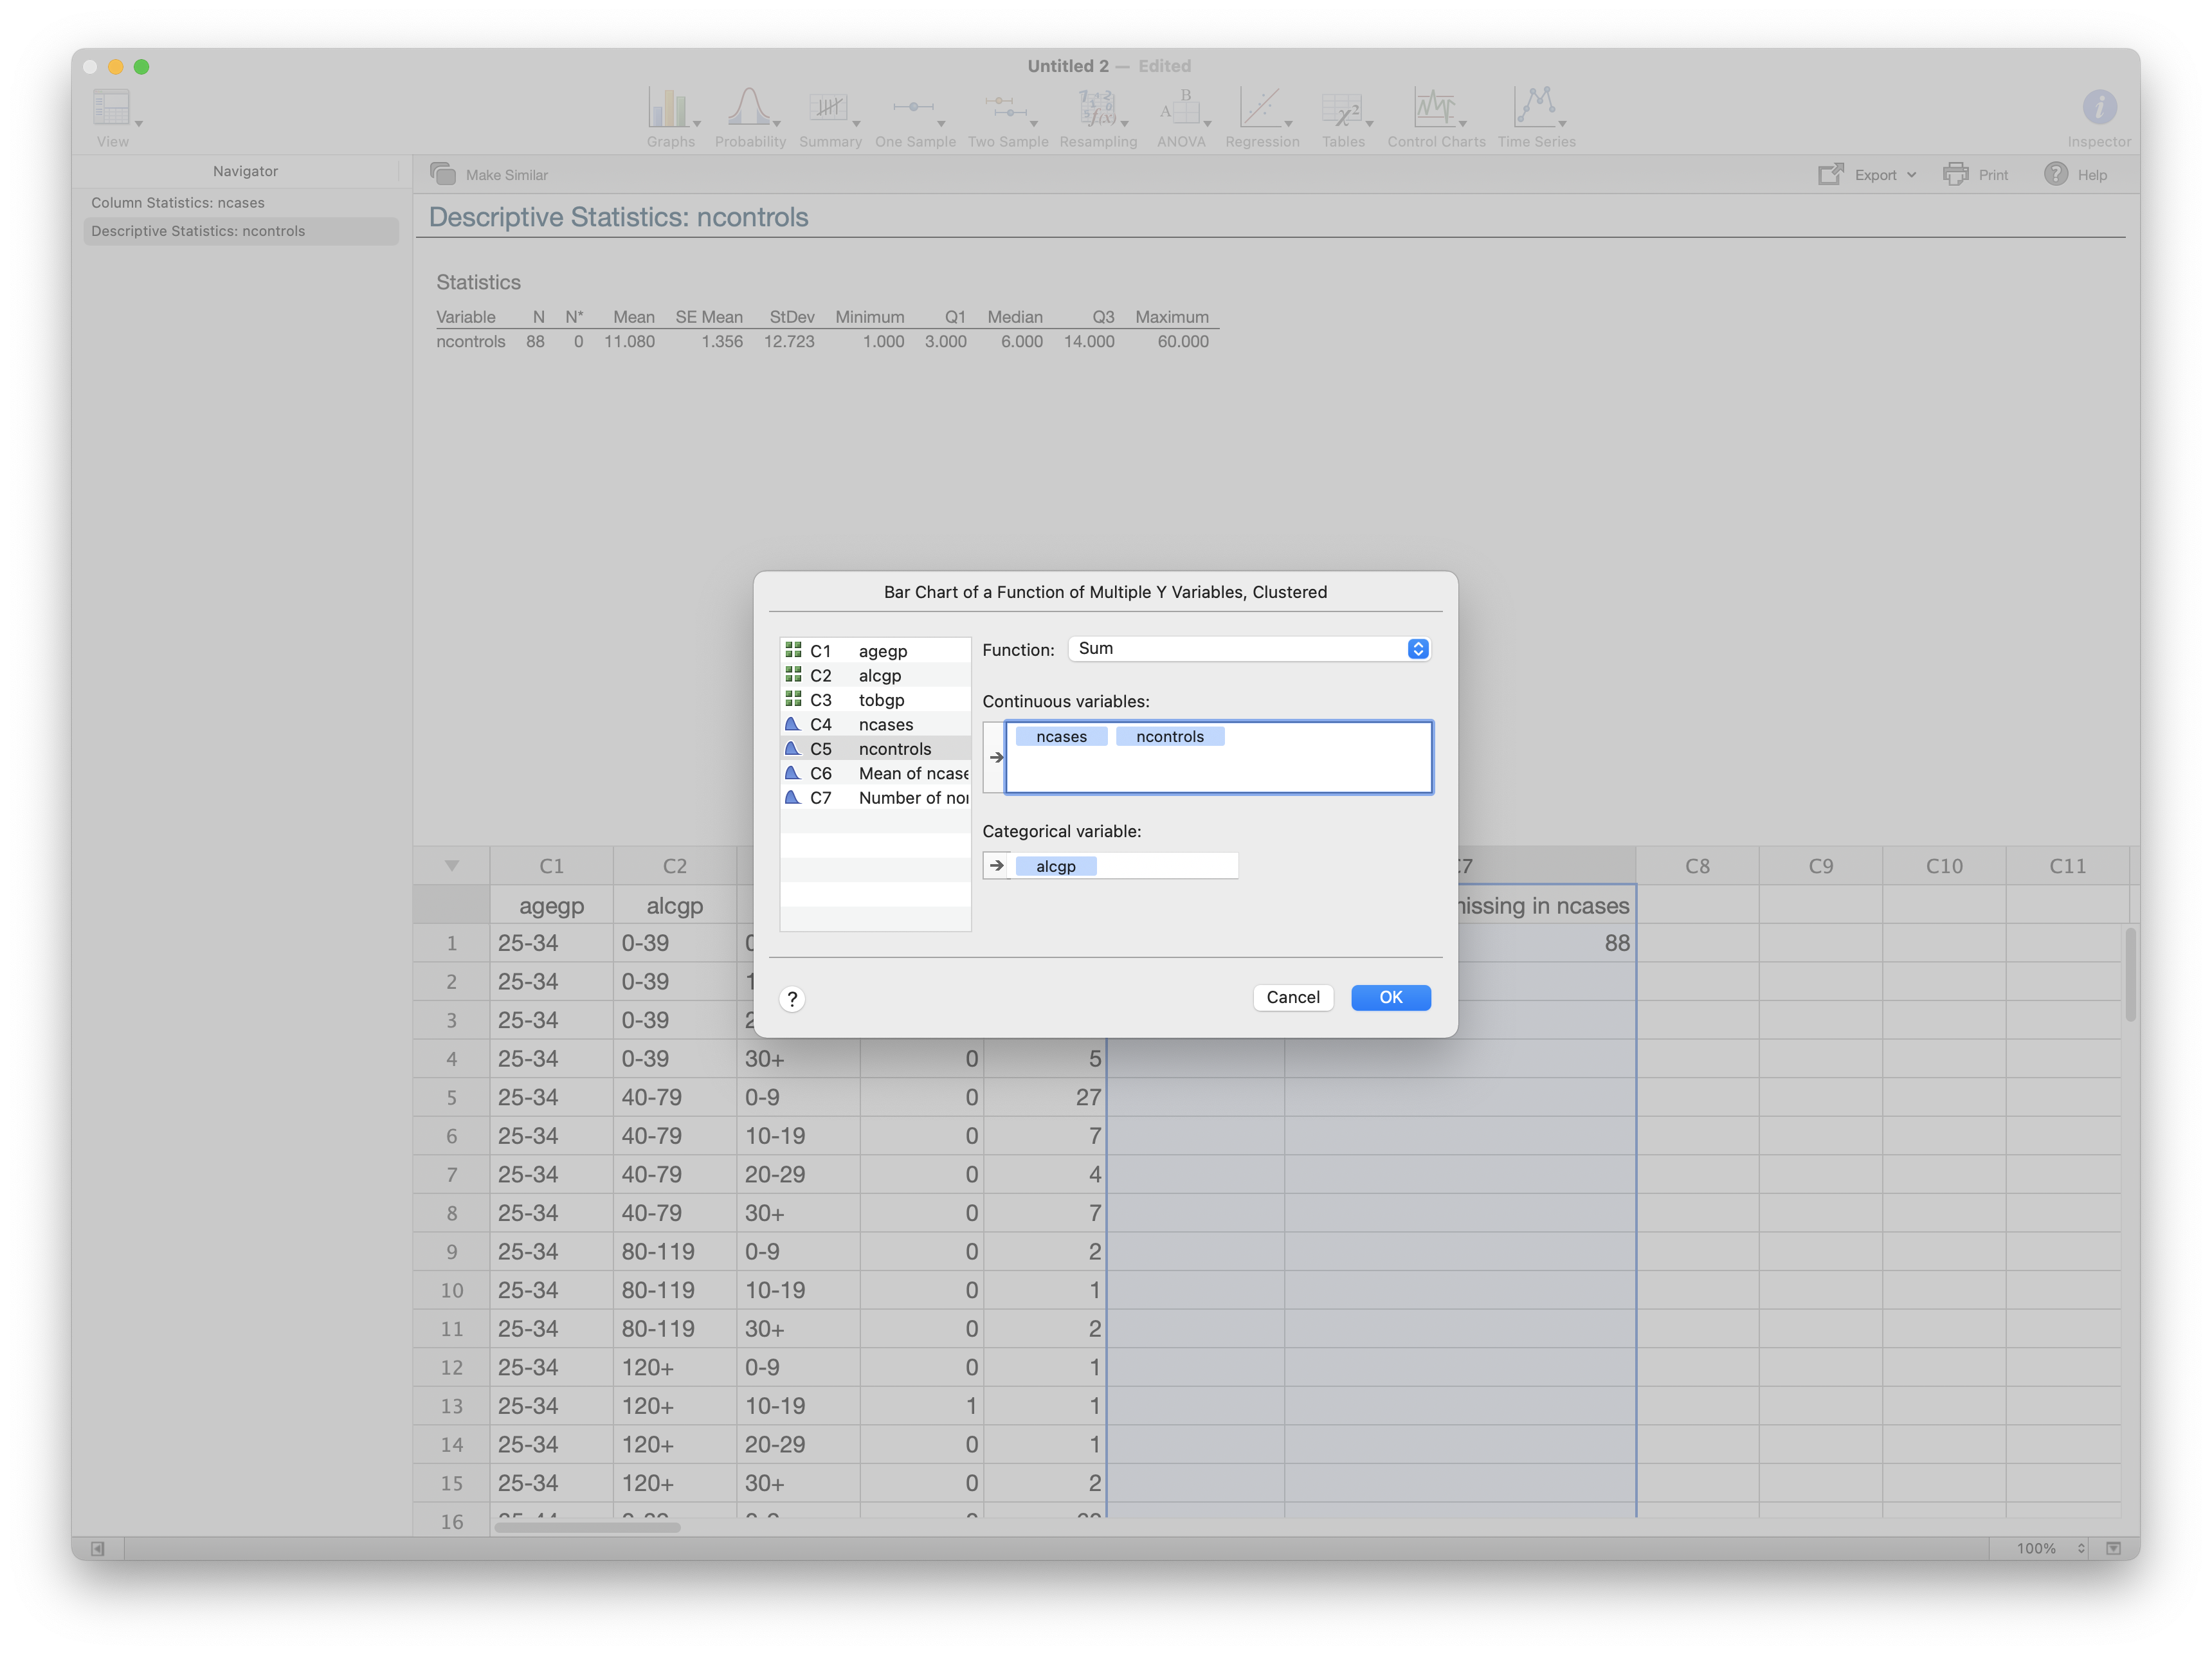 Untitled 2 — Edited
View
Graphs Probability Summary One Sample Two Sample Resampling ANOVA Regression Tables Control Charts Time Series Inspector
Navigator
Make Similar Export Print Help
Column Statistics: ncases
Descriptive Statistics: ncontrols
Descriptive Statistics: ncontrols
Statistics
Variable N N* Mean SE Mean StDev Minimum Q1 Median Q3 Maximum
ncontrols 88 0 11.080 1.356 12.723 1.000 3.000 6.000 14.000 60.000
Bar Chart of a Function of Multiple Y Variables, Clustered
C1 agegp
C2 alcgp
C3 tobgp
C4 ncases
C5 ncontrols
C6 Mean of
C7 Number of
Function: Sum
Continuous variables:
ncases ncontrols
Categorical variable:
alcgp
? Cancel OK
C1 C2 C8 C9 C10 C11
agegp alcgp in ncases
1 25-34 0-39 88
2 25-34 0-39
3 25-34 0-39
4 25-34 0-39 30+ 0 5
5 25-34 40-79 0-9 0 27
6 25-34 40-79 10-19 0 7
7 25-34 40-79 20-29 0 4
8 25-34 40-79 30+ 0 7
9 25-34 80-119 0-9 0 2
10 25-34 80-119 10-19 0 1
11 25-34 80-119 30+ 0 2
12 25-34 120+ 0-9 0 1
13 25-34 120+ 10-19 1 1
14 25-34 120+ 20-29 0 1
15 25-34 120+ 30+ 0 2
16
100%